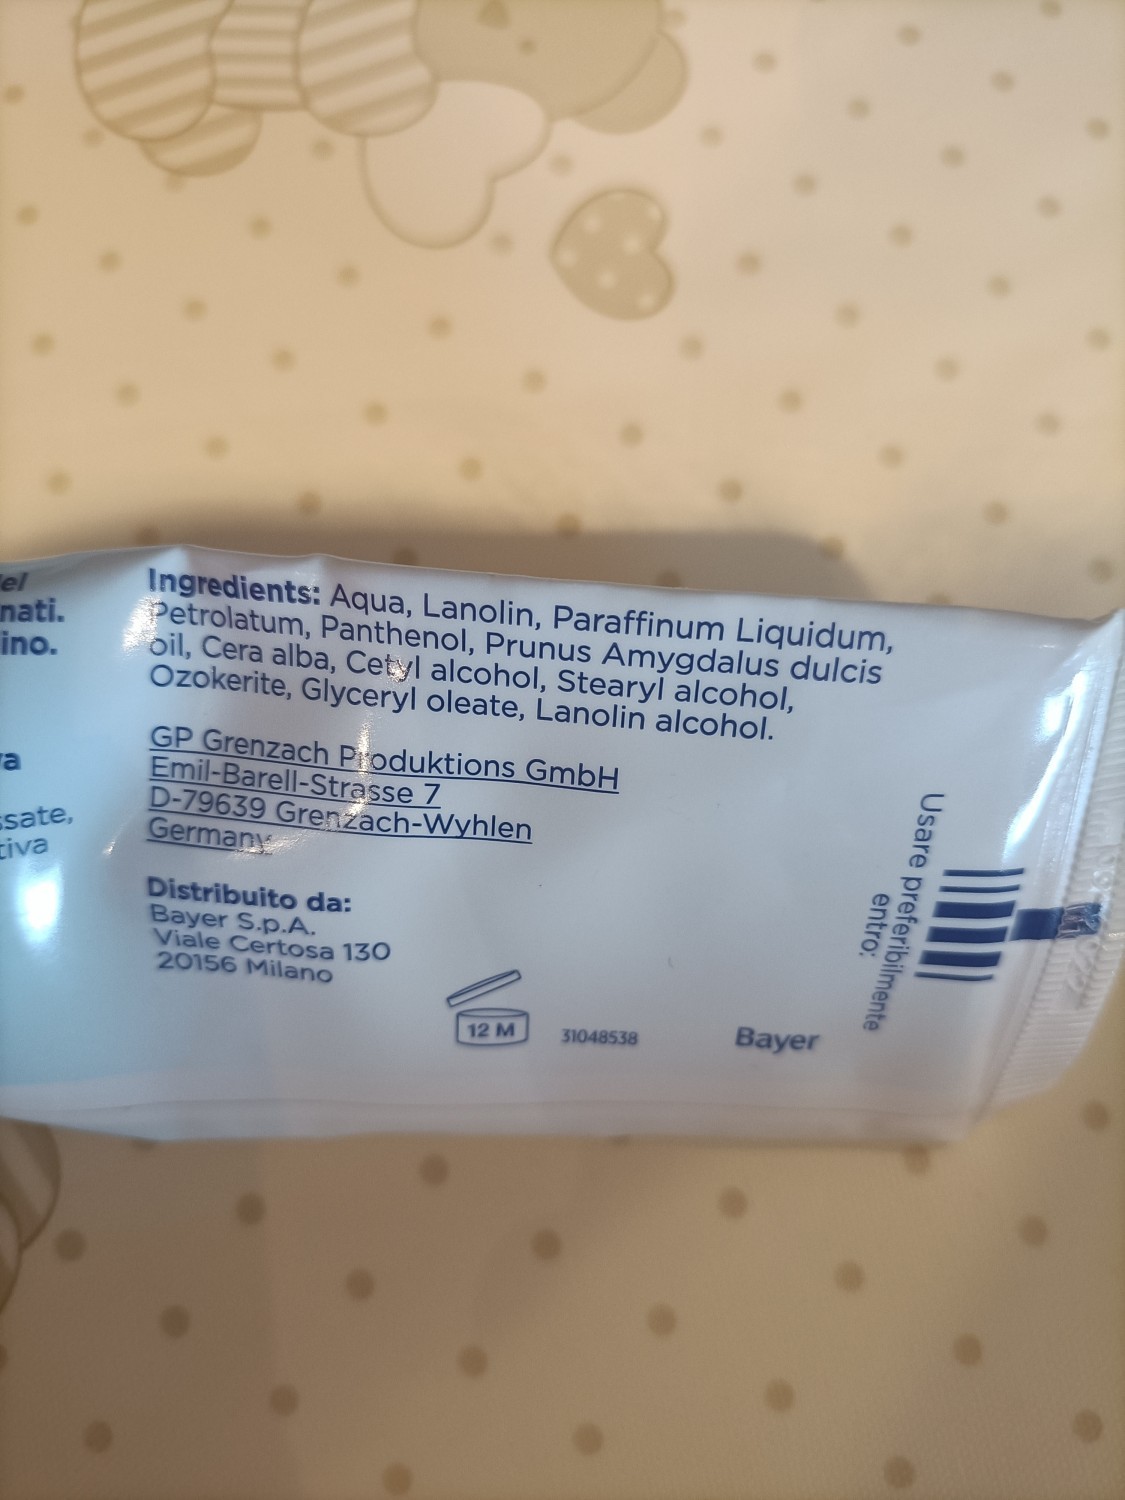 el
nati.
ino.
a
ssate,
tiva
Ingredients: Aqua, Lanolin, Paraffinum Liquidum,
Petrolatum, Panthenol, Prunus Amygdalus dulcis
oil, Cera alba, Cetyl alcohol, Stearyl alcohol,
Ozokerite, Glyceryl oleate, Lanolin alcohol.
GP Grenzach Produktions GmbH
Emil-Barell-Strasse 7
D-79639 Grenzach-Wyhlen
Germany
Distribuito da:
Bayer S.p.A.
Viale Certosa 130
20156 Milano
12 M
31048538
Bayer
Usare preferibilmente
entro: